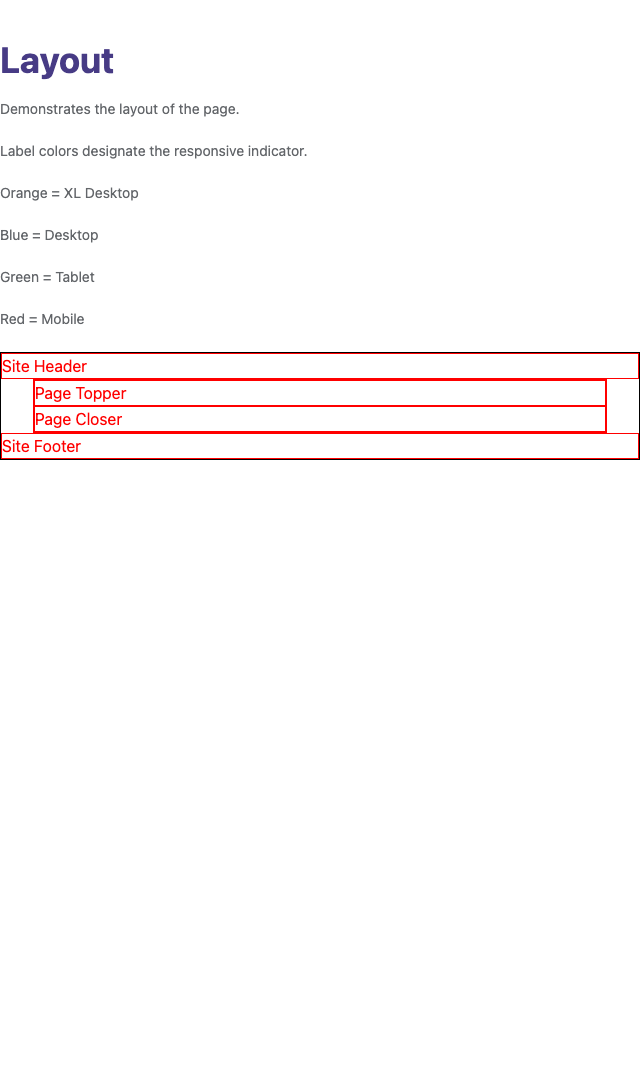 Layout
Demonstrates the layout of the page.
Label colors designate the responsive indicator.
Orange = XL Desktop
Blue = Desktop
Green = Tablet
Red = Mobile
Site Header
Page Topper
Page Closer
Site Footer